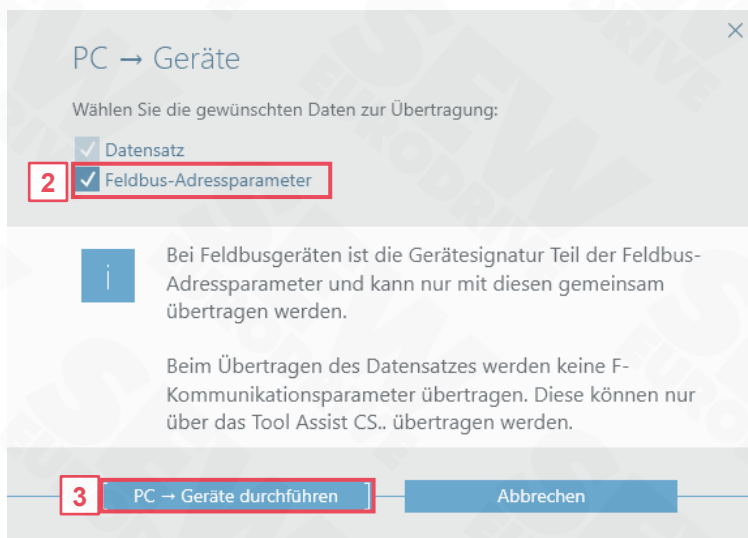 PC → Geräte
Wählen Sie die gewünschten Daten zur Übertragung:
Datensatz
2 Feldbus-Adressparameter
i
Bei Feldbusgeräten ist die Gerätesignatur Teil der Feldbus-
Adressparameter und kann nur mit diesen gemeinsam
übertragen werden.
Beim Übertragen des Datensatzes werden keine F-
Kommunikationsparameter übertragen. Diese können nur
über das Tool Assist CS.. übertragen werden.
3 PC → Geräte durchführen
Abbrechen
SEW
EURODRIVE